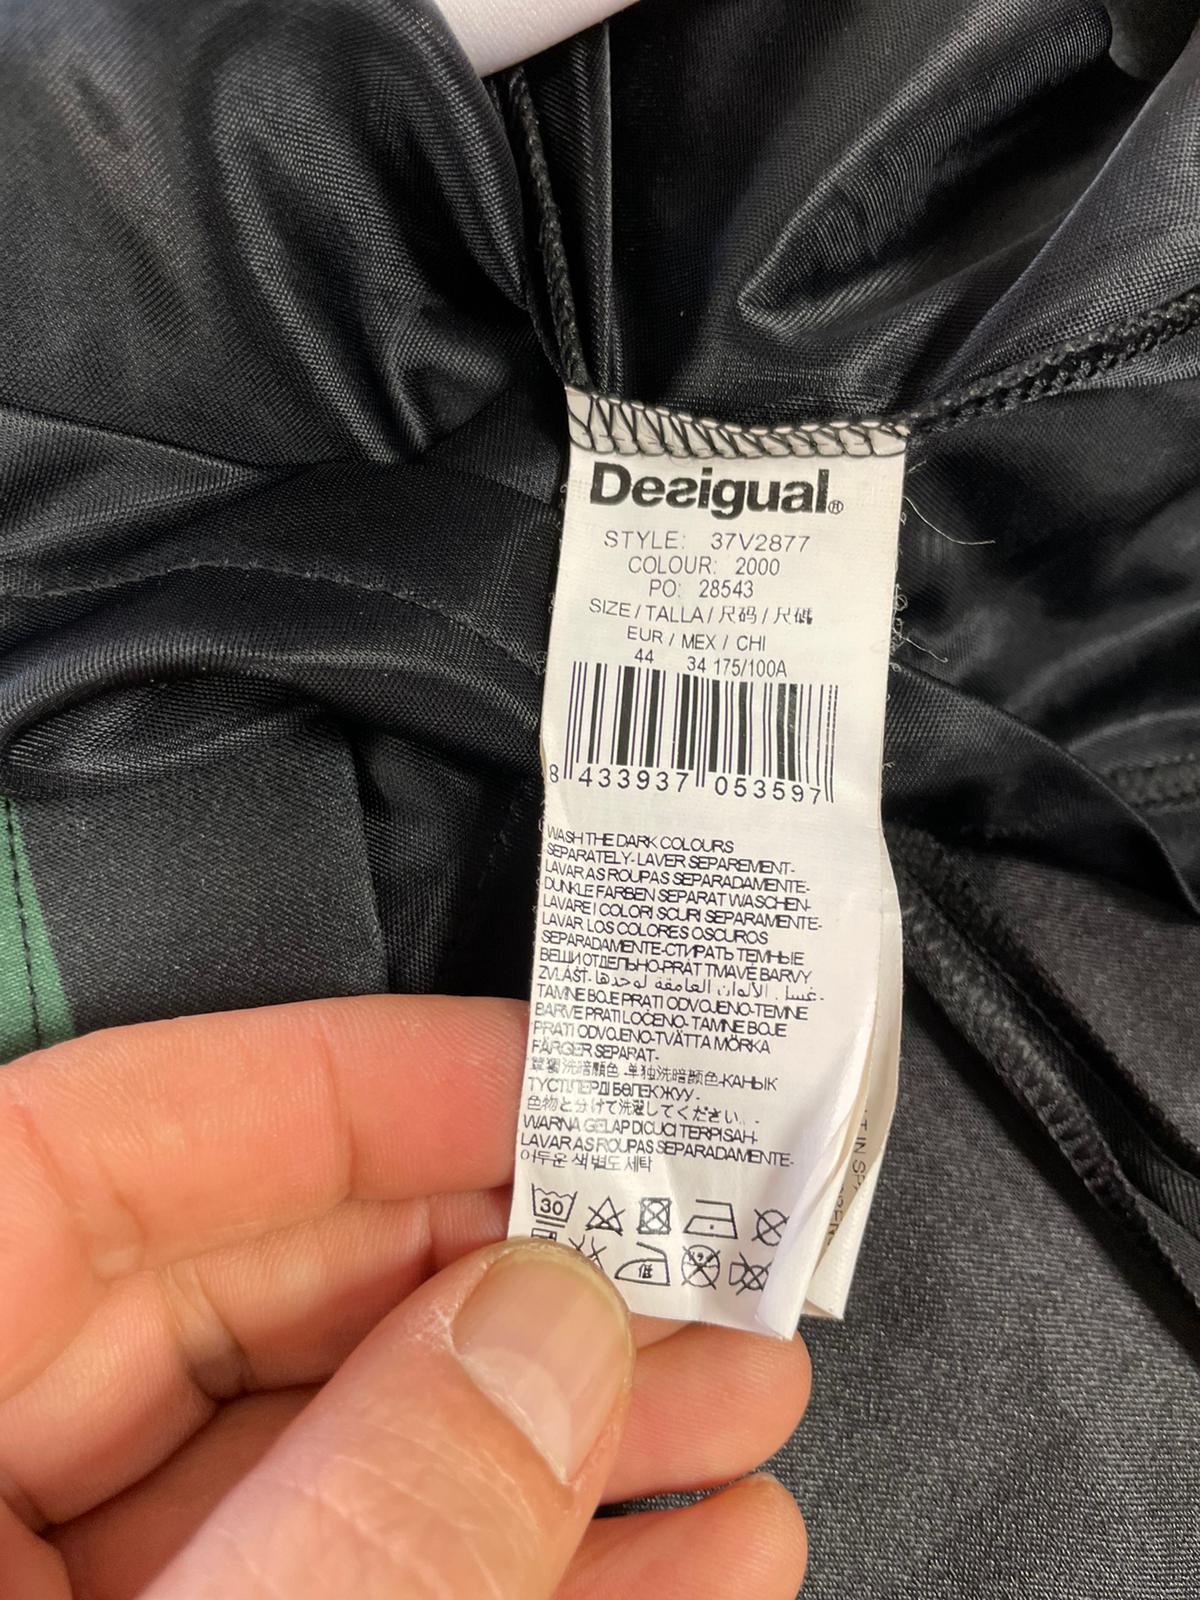 Desigual®
STYLE: 37V2877
COLOUR: 2000
PO: 28543
SIZE / TALLA / 尺码 / 尺碼
EUR / MEX / CHI
44 34 175/100A
8 433937 053597
WASH THE DARK COLOURS
SEPARATELY-LAVER SEPAREMENT-
LAVAR AS ROUPAS SEPARADAMENTE-
DUNKLE FARBEN SEPARAT WASCHEN-
LAVARE I COLORI SCURI SEPARAMENTE-
LAVAR LOS COLORES OSCUROS
SEPARADAMENTE-СТИРАТЬ ТЕМНЫЕ
ВЕЩИ ОТДЕЛЬНО-PRÁT TMAVÉ BARVY
ZVLÁŠT- غسل الألوان الغامقة لوحدها-
TAMNE BOJE PRATI ODVOJENO-TEMNE
BARVE PRATI LOČENO- TAMNE BOJE
PRATI ODVOJENO-TVÄTTA MÖRKA
FÄRGER SEPARAT-
單獨洗暗顏色 单独洗暗颜色-КАНЫК
ТҮСТІЛЕРДІ БӨЛЕК ЖУУ-
色物と分けて洗濯してください。-
WARNA GELAP DICUCI TERPISAH-
LAVAR AS ROUPAS SEPARADAMENTE-
어두운 색 별도 세탁
30
低
T IN SP